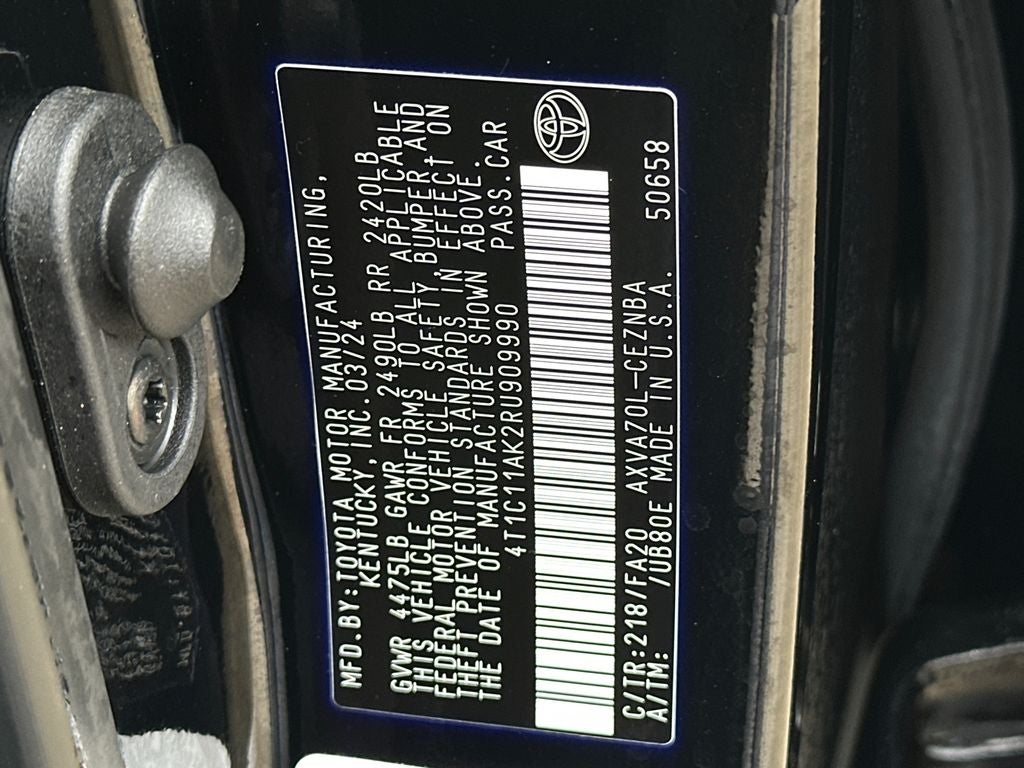 MFD.BY:TOYOTA MOTOR MANUFACTURING,
KENTUCKY, INC. 03/24
GVWR 4475LB GAWR FR 2490LB RR 2420LB
THIS VEHICLE CONFORMS TO ALL APPLICABLE
FEDERAL MOTOR VEHICLE SAFETY, BUMPER, AND
THEFT PREVENTION STANDARDS IN EFFECT ON
THE DATE OF MANUFACTURE SHOWN ABOVE.
4T1C11AK2RU909990 PASS.CAR
C/TR:218/FA20 AXVA70L-CEZNBA 50658
A/TM: /UB80E MADE IN U.S.A.